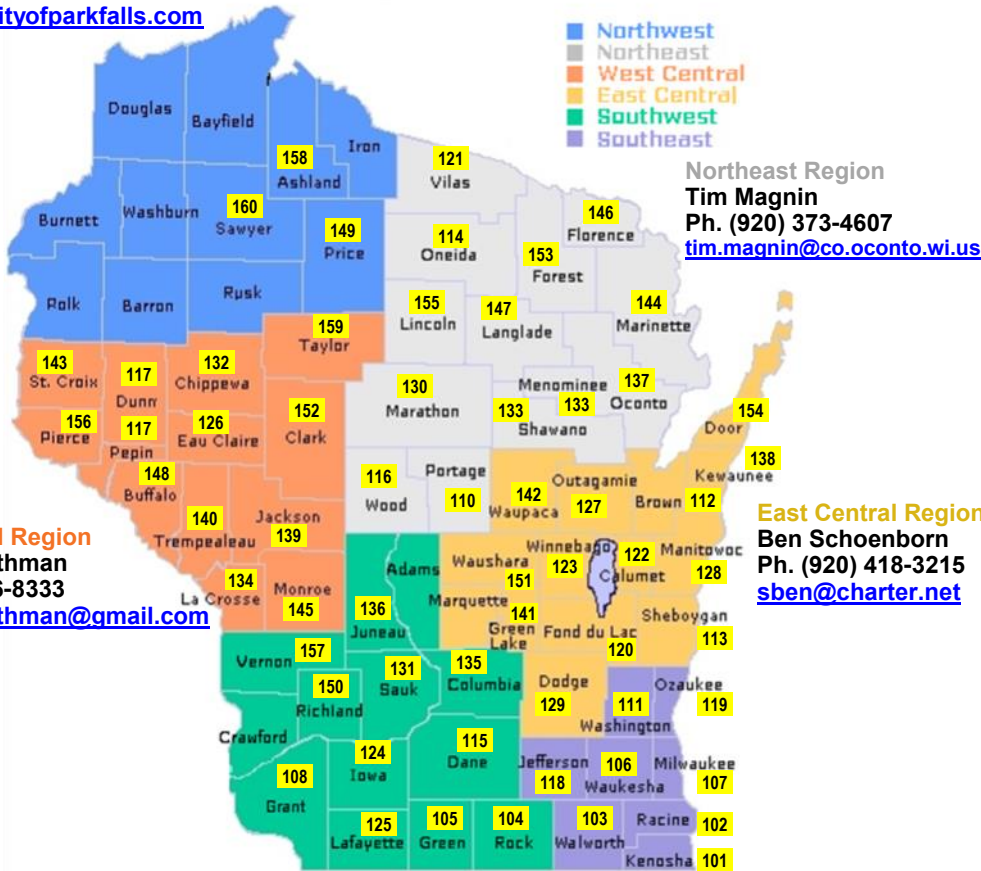 ityofparkfalls.com
Northwest
Northeast
West Central
East Central
Southwest
Southeast
Northeast Region
Tim Magnin
Ph. (920) 373-4607
tim.magnin@co.oconto.wi.us
Douglas
Bayfield
Iron
158
Ashland
121
Vilas
Burnett
Washburn
160
Sawyer
149
Price
114
Oneida
146
Florence
153
Forest
Polk
Barron
Rusk
155
Lincoln
147
Langlade
144
Marinette
159
Taylor
143
St. Croix
117
Dunn
132
Chippewa
130
Marathon
Menominee
133
133
Shawano
137
Oconto
156
Pierce
117
Pepin
126
Eau Claire
152
Clark
154
Door
138
Kewaunee
148
Buffalo
116
Wood
Portage
110
142
Waupaca
Outagamie
127
Brown
112
140
Trempealeau
Jackson
139
East Central Region
Ben Schoenborn
Ph. (920) 418-3215
sben@charter.net
l Region
thman
6-8333
thman@gmail.com
134
La Crosse
Monroe
145
Adams
136
Juneau
Waushara
151
Winnebago
123
122
Calumet
Manitowoc
128
Marquette
141
Green
Lake
Fond du Lac
120
Sheboygan
113
Vernon
157
150
Richland
131
Sauk
135
Columbia
Dodge
129
111
Washington
Ozaukee
119
Crawford
124
Iowa
115
Dane
Jefferson
118
106
Waukesha
Milwaukee
107
108
Grant
125
Lafayette
105
Green
104
Rock
103
Walworth
Racine
102
Kenosha
101